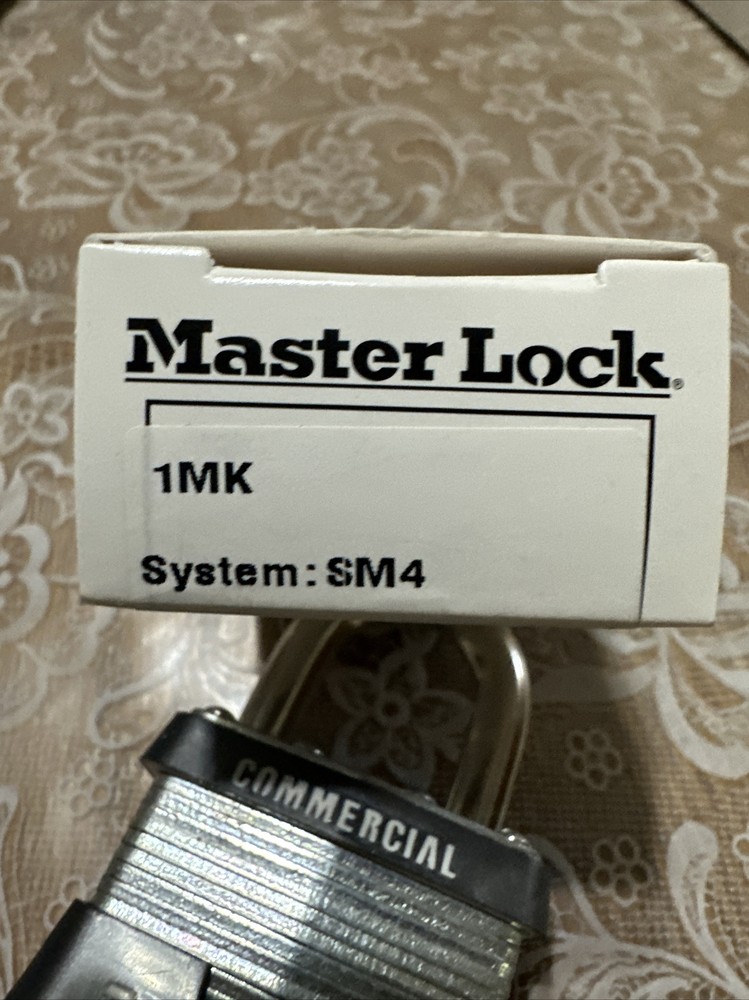 Master Lock®
1MK
System: SM4
COMMERCIAL